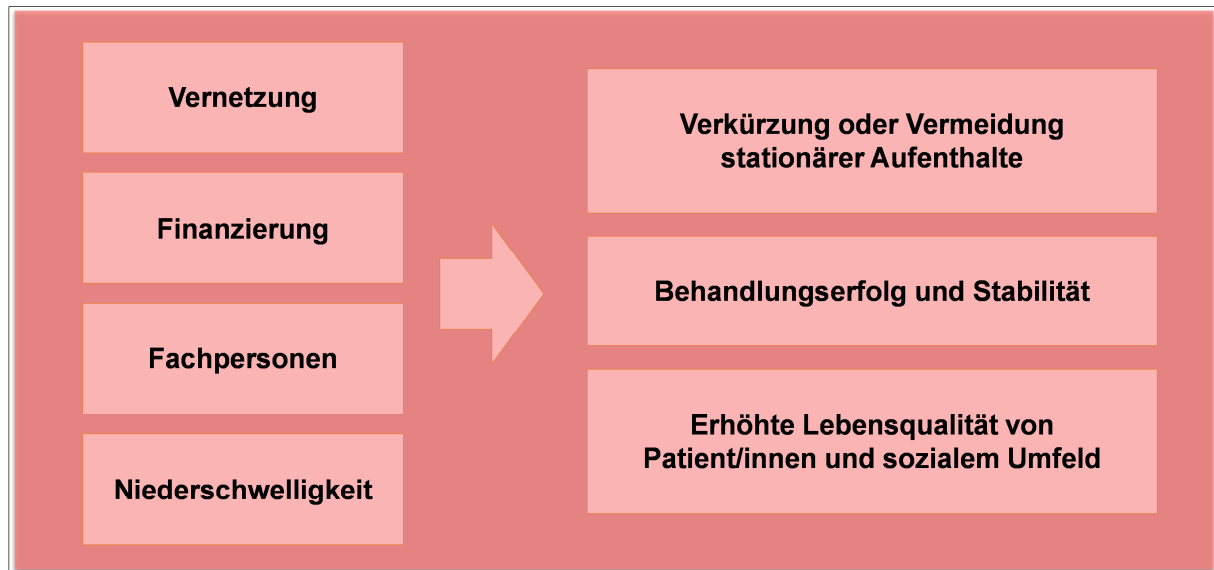 Vernetzung
Finanzierung
Fachpersonen
Niederschwelligkeit
Verkürzung oder Vermeidung
stationärer Aufenthalte
Behandlungserfolg und Stabilität
Erhöhte Lebensqualität von
Patient/innen und sozialem Umfeld